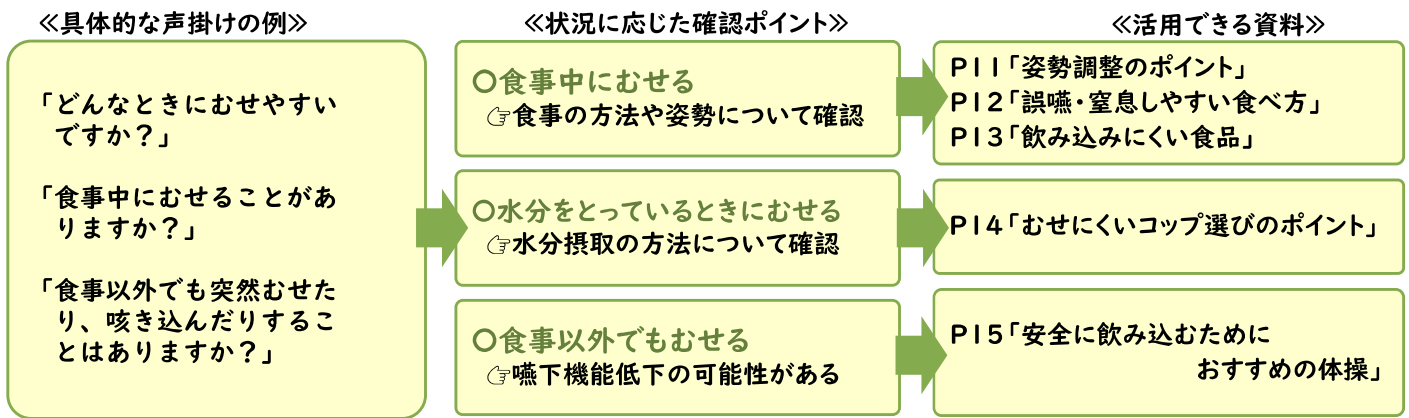 ≪具体的な声掛けの例≫
「どんなときにむせやすい
ですか？」
「食事中にむせることがあ
りますか？」
「食事以外でも突然むせた
り、咳き込んだりするこ
とはありますか？」
≪状況に応じた確認ポイント≫
〇食事中にむせる
☞食事の方法や姿勢について確認
〇水分をとっているときにむせる
☞水分摂取の方法について確認
〇食事以外でもむせる
☞嚥下機能低下の可能性がある
≪活用できる資料≫
P11「姿勢調整のポイント」
P12「誤嚥・窒息しやすい食べ方」
P13「飲み込みにくい食品」
P14「むせにくいコップ選びのポイント」
P15「安全に飲み込むために
おすすめの体操」